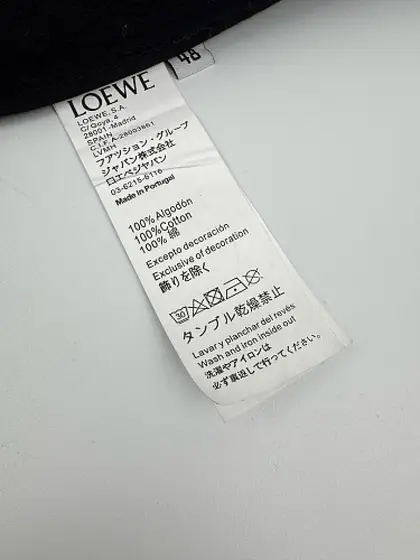 48
LOEWE
LOEWE, S.A.
C/ Goya, 4
28001-Madrid
SPAIN
C.I.F.A-28003861
LVMH
ファッション・グループ
ジャパン株式会社
ロエベジャパン
03-6215-6116
Made in Portugal
100% Algodón
100%Cotton
100% 綿
Excepto decoración
Exclusive of decoration
飾りを除く
30
タンブル乾燥禁止
Lavar y planchar del revés
Wash and iron inside out
洗濯やアイロンは
必ず裏返して行ってください。